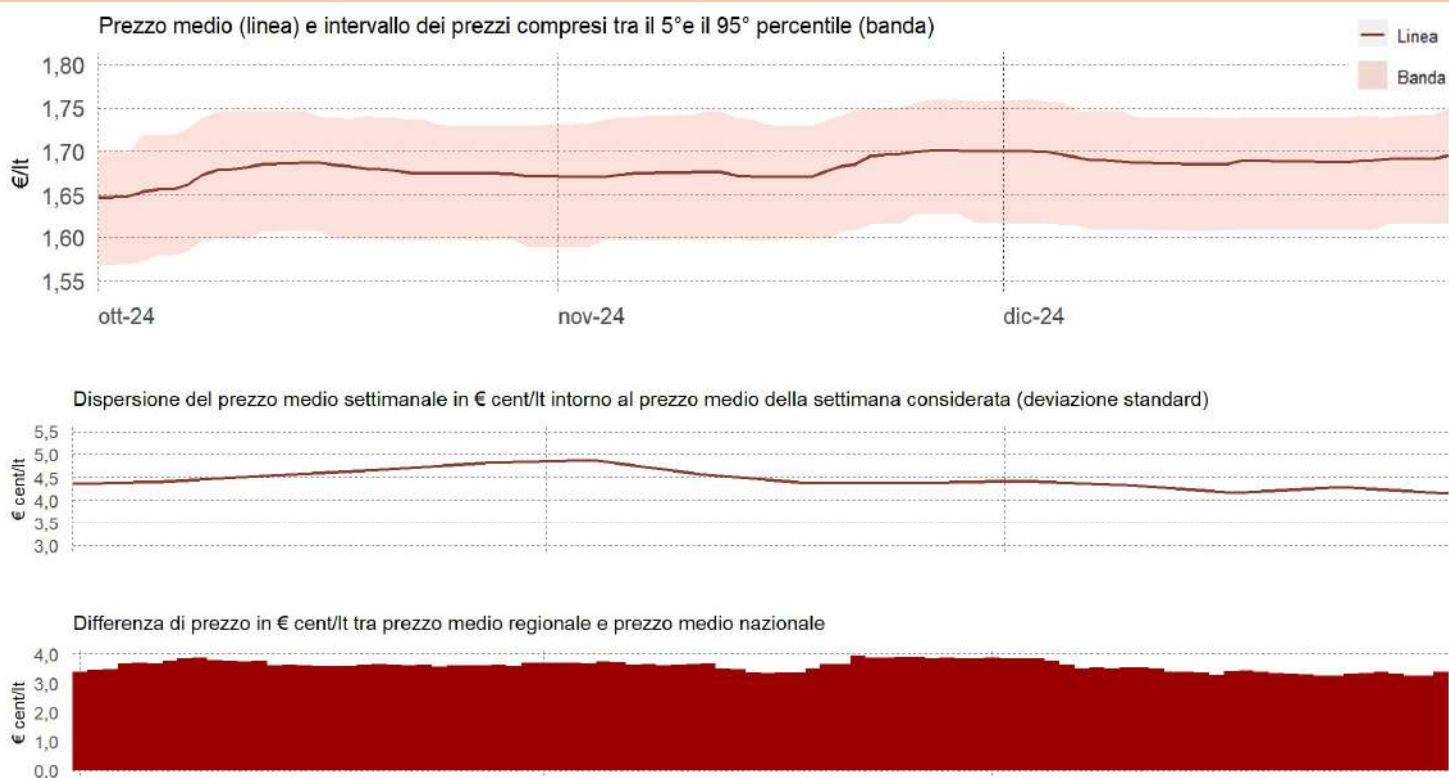 Prezzo medio (linea) e intervallo dei prezzi compresi tra il 5°e il 95° percentile (banda)
Linea
Banda
€/lt
1,80
1,75
1,70
1,65
1,60
1,55
ott-24
nov-24
dic-24
Dispersione del prezzo medio settimanale in € cent/lt intorno al prezzo medio della settimana considerata (deviazione standard)
€ cent/lt
5,5
5,0
4,5
4,0
3,5
3,0
Differenza di prezzo in € cent/lt tra prezzo medio regionale e prezzo medio nazionale
€ cent/lt
4,0
3,0
2,0
1,0
0,0